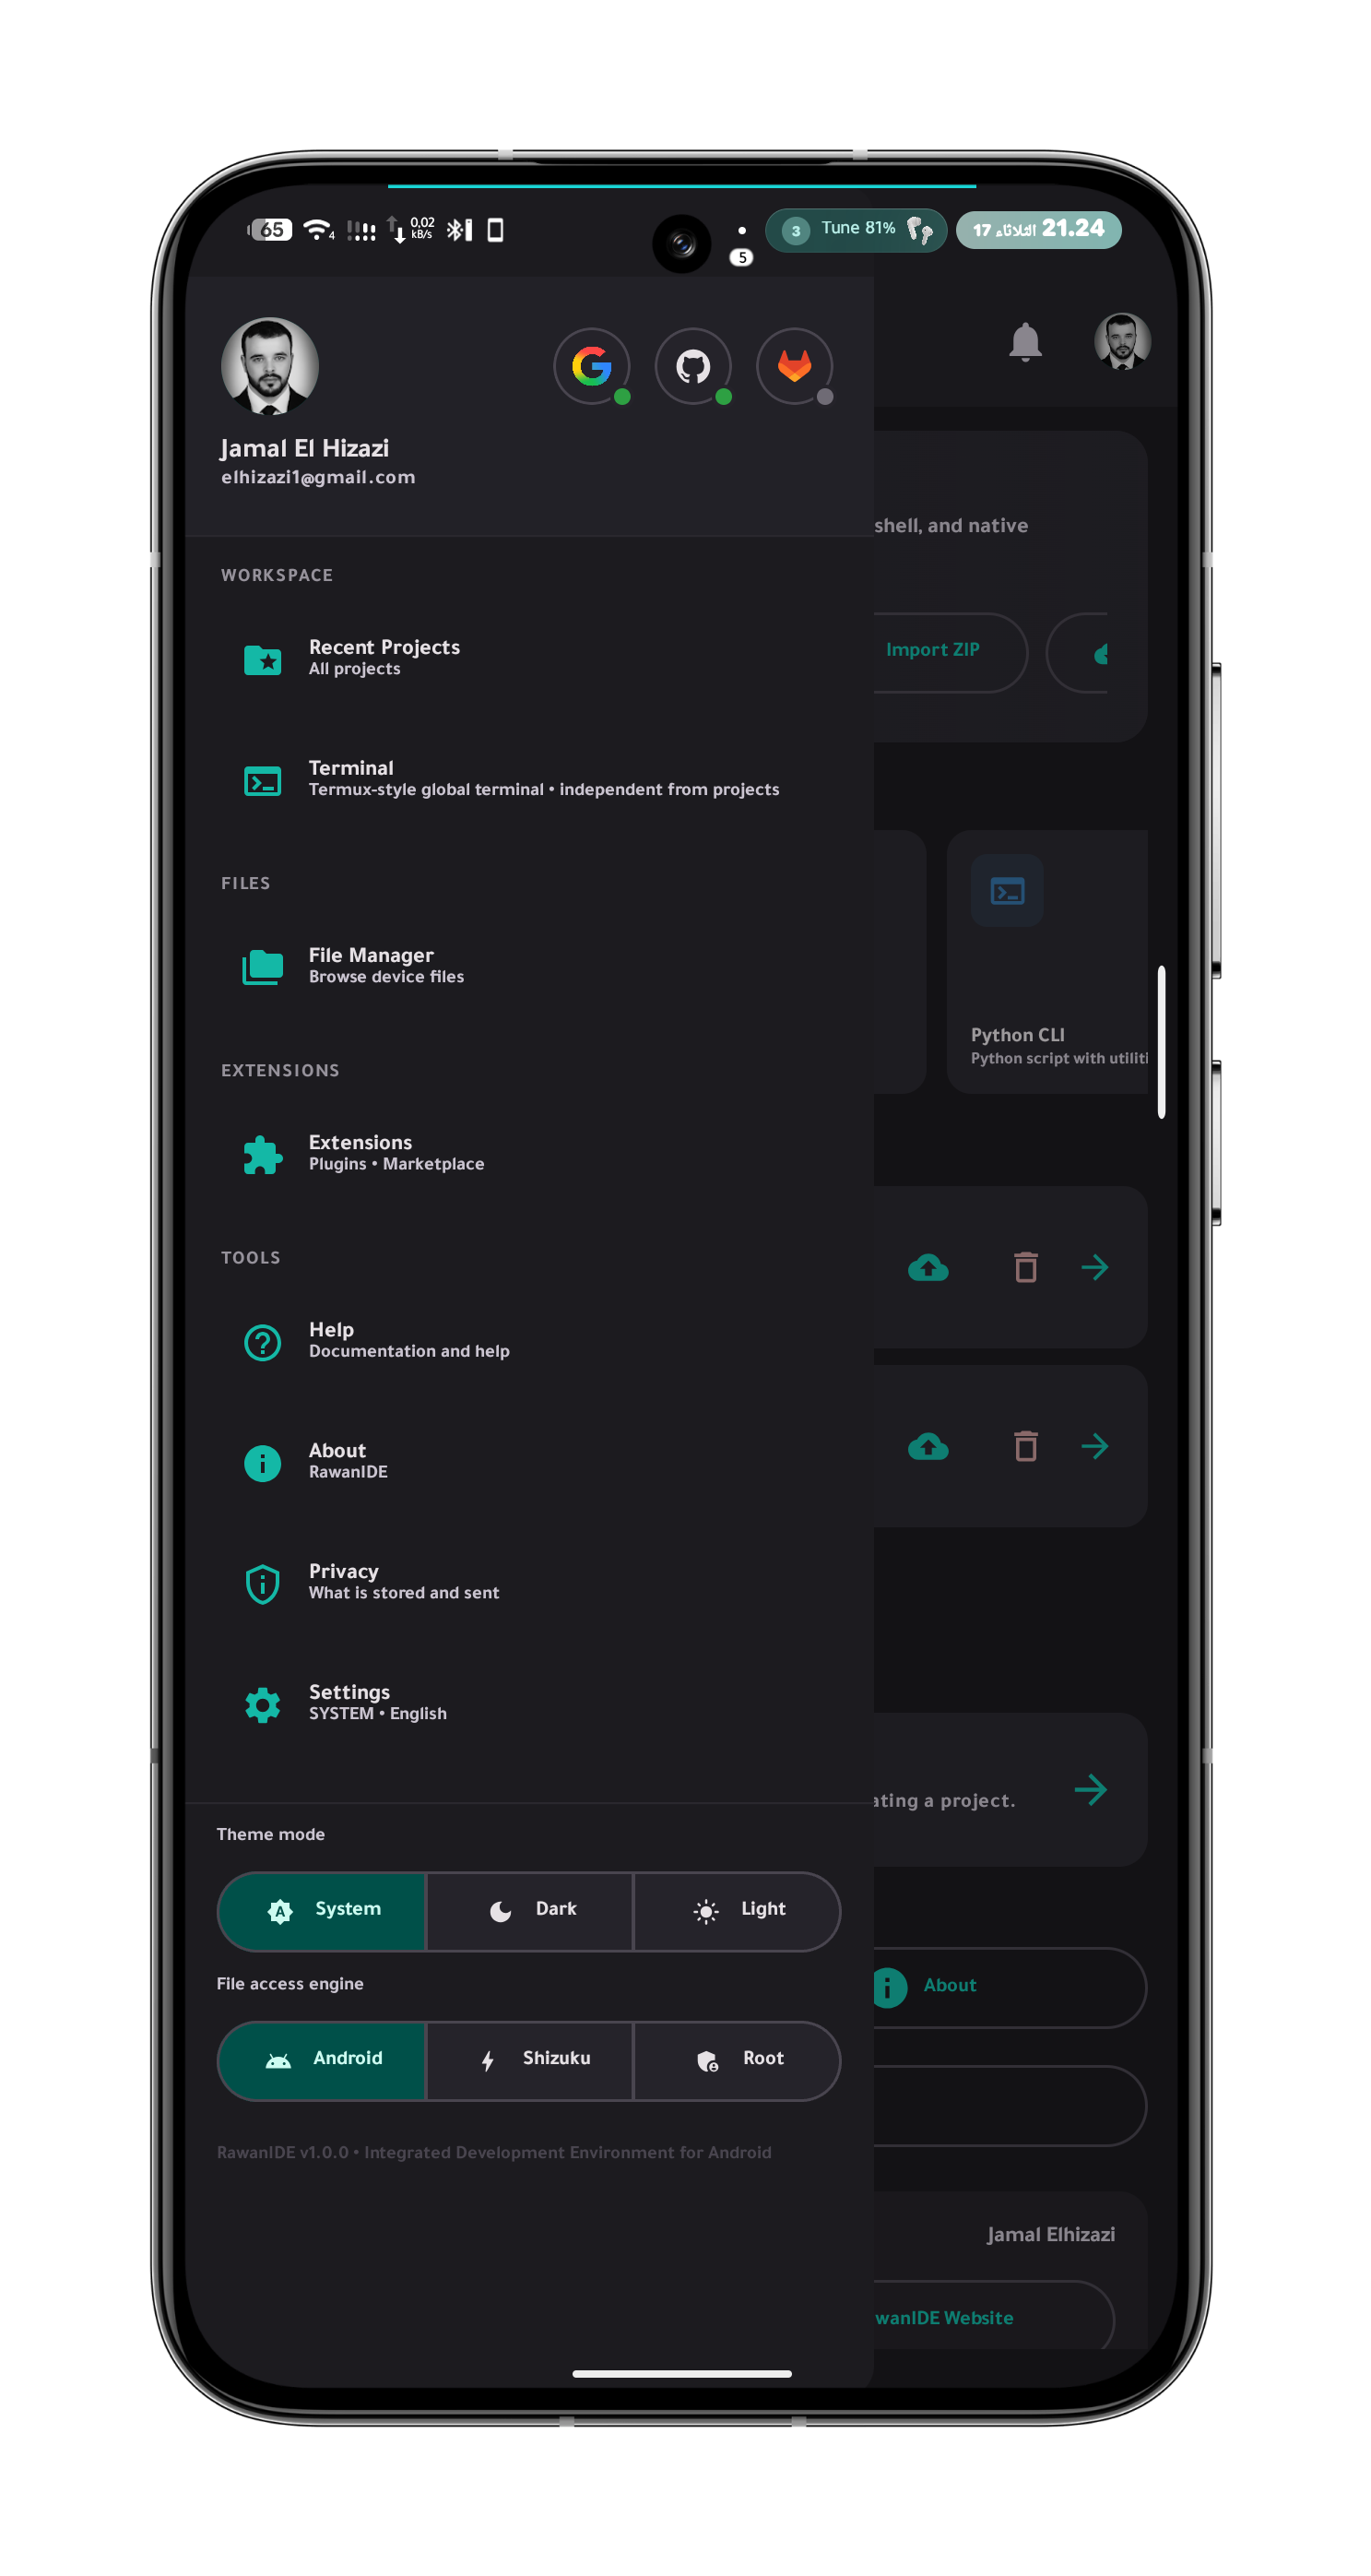 65
4
0,02
kB/s
5
3 Tune 81%
21.24 الثلاثاء 17
Jamal El Hizazi
elhizazi1@gmail.com
shell, and native
WORKSPACE
Recent Projects
All projects
Import ZIP
Terminal
Termux-style global terminal • independent from projects
FILES
File Manager
Browse device files
Python CLI
Python script with utiliti
EXTENSIONS
Extensions
Plugins • Marketplace
TOOLS
Help
Documentation and help
About
RawanIDE
Privacy
What is stored and sent
Settings
SYSTEM • English
ating a project.
Theme mode
A System Dark Light
File access engine
About
Android Shizuku Root
RawanIDE v1.0.0 • Integrated Development Environment for Android
Jamal Elhizazi
wanIDE Website